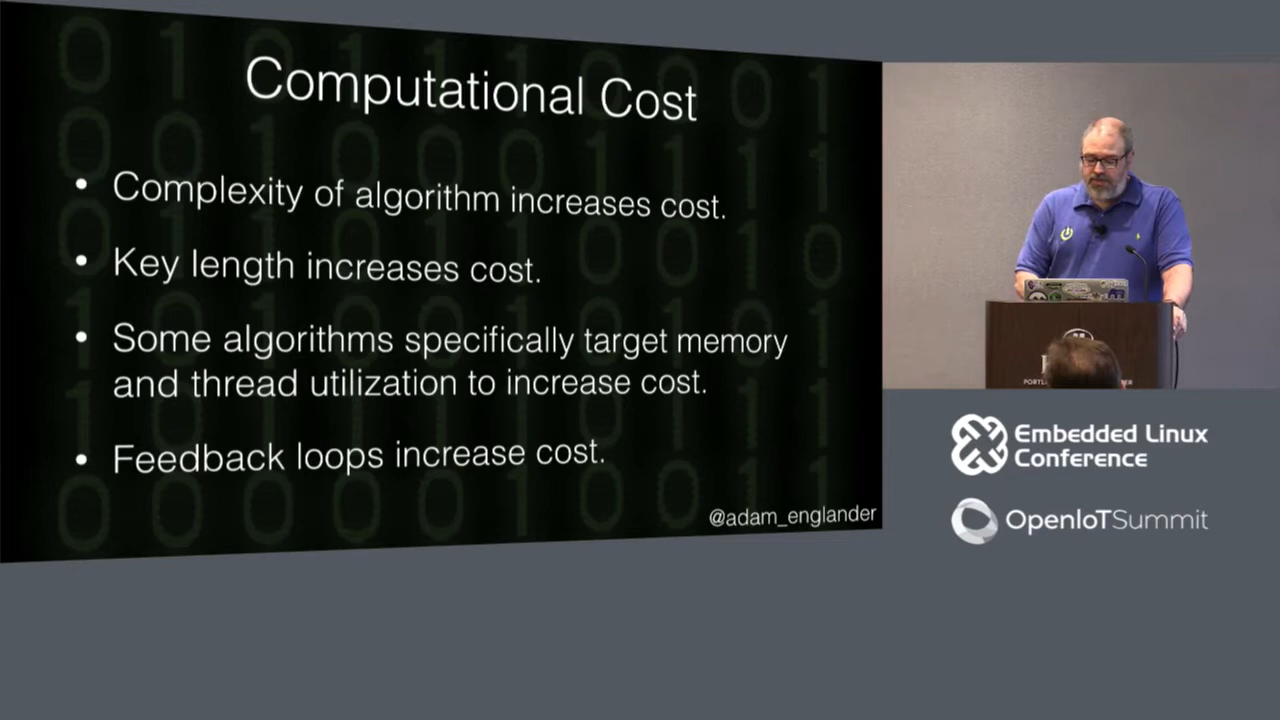 Computational Cost
• Complexity of algorithm increases cost.
• Key length increases cost.
• Some algorithms specifically target memory
and thread utilization to increase cost.
• Feedback loops increase cost.
@adam_englander
Embedded Linux
Conference
OpenIoTSummit